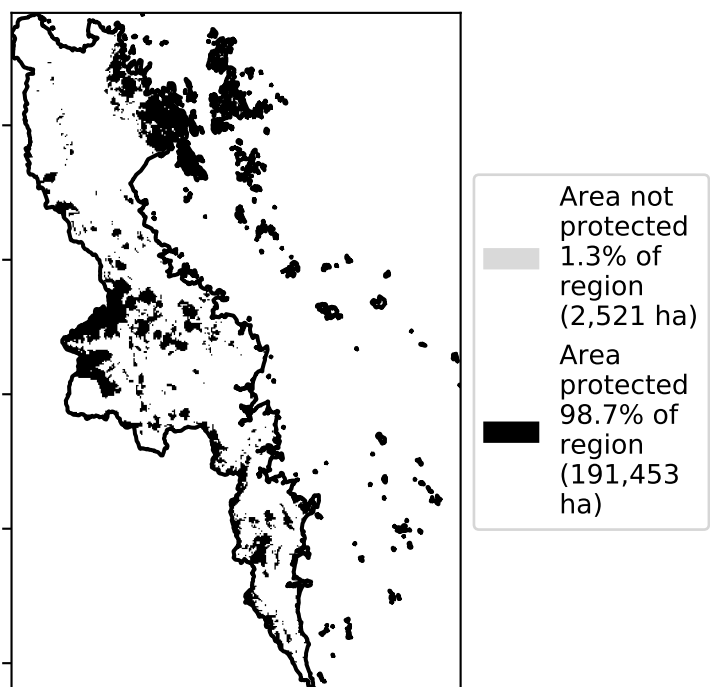 Area not
protected
1.3% of
region
(2,521 ha)
Area
protected
98.7% of
region
(191,453
ha)